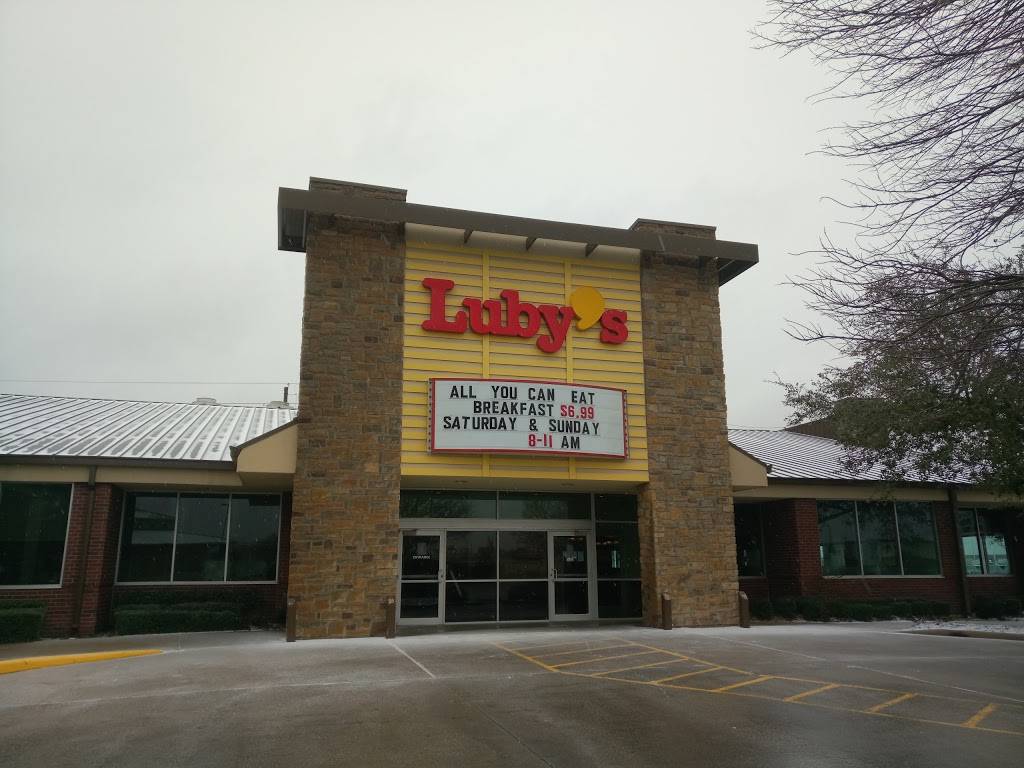 Luby's
ALL YOU CAN EAT
BREAKFAST $6.99
SATURDAY & SUNDAY
8-11 AM